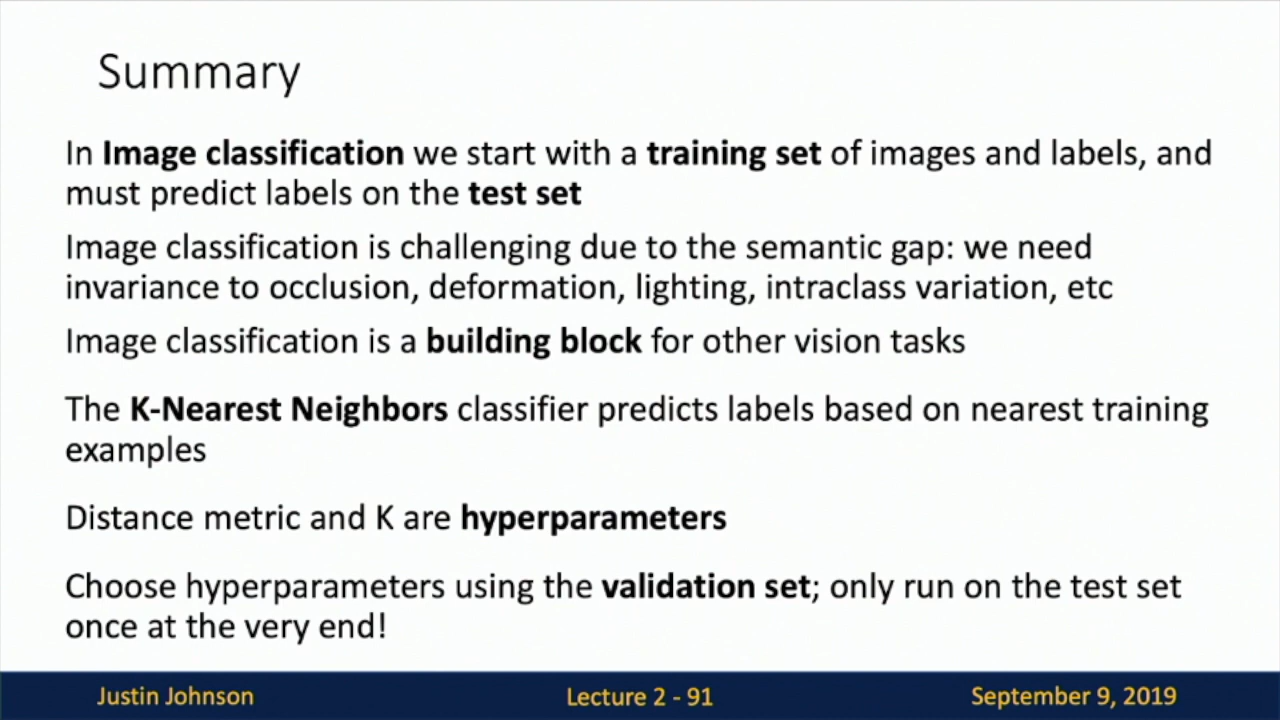 Summary
In Image classification we start with a training set of images and labels, and
must predict labels on the test set
Image classification is challenging due to the semantic gap: we need
invariance to occlusion, deformation, lighting, intraclass variation, etc
Image classification is a building block for other vision tasks
The K-Nearest Neighbors classifier predicts labels based on nearest training
examples
Distance metric and K are hyperparameters
Choose hyperparameters using the validation set; only run on the test set
once at the very end!
Justin Johnson
Lecture 2 - 91
September 9, 2019